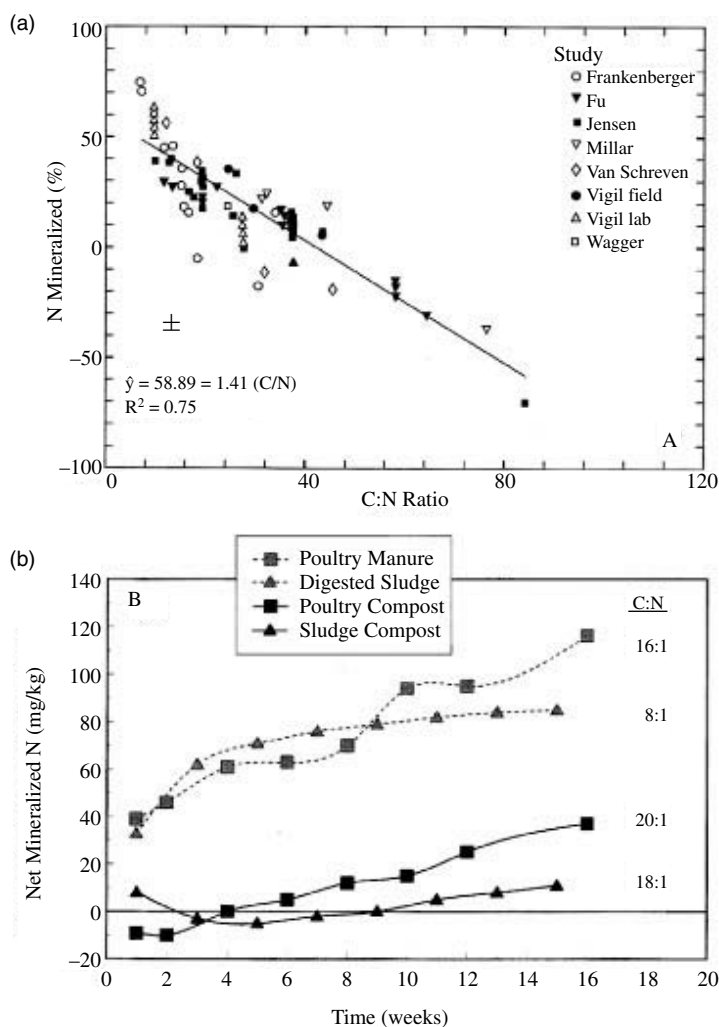 (a)
100
50
0
−50
−100
N Mineralized (%)
Study
Frankenberger
Fu
Jensen
Millar
Van Schreven
Vigil field
Vigil lab
Wagger
±
ŷ = 58.89 = 1.41 (C/N)
R² = 0.75
A
0 40 80 120
C:N Ratio
(b)
Poultry Manure
Digested Sludge
Poultry Compost
Sludge Compost
140
120
100
80
60
40
20
0
−20
Net Mineralized N (mg/kg)
B
C:N
16:1
8:1
20:1
18:1
0 2 4 6 8 10 12 14 16 18 20
Time (weeks)